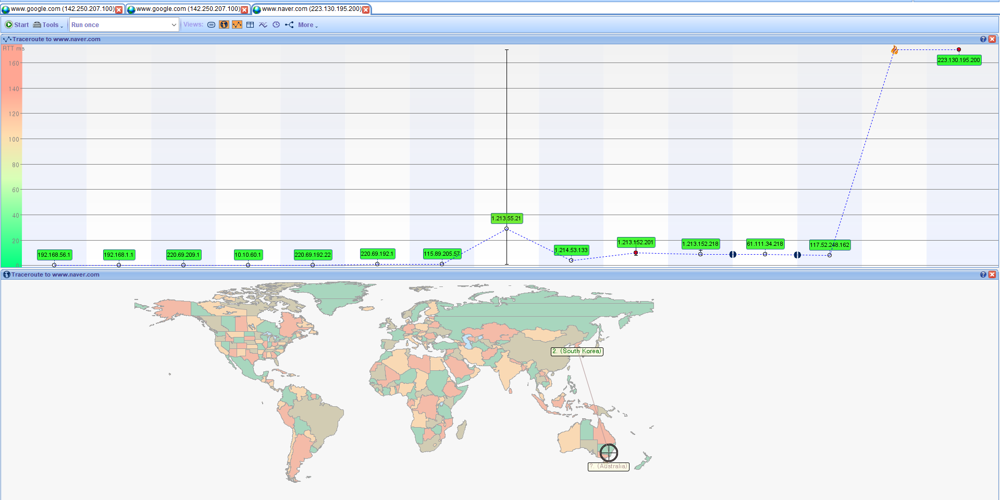 www.google.com (142.250.207.100)
www.google.com (142.250.207.100)
www.naver.com (223.130.195.200)
Start Tools Run once Views: More
Traceroute to www.naver.com
RTT ms
160
140
120
100
80
60
40
20
0
223.130.195.200
1.213.55.21
192.168.56.1
192.168.1.1
220.69.209.1
10.10.60.1
220.69.192.22
220.69.192.1
115.89.205.57
1.214.53.133
1.213.152.201
1.213.152.218
61.111.34.218
117.52.248.162
Traceroute to www.naver.com
2. (South Korea)
?. (Australia)